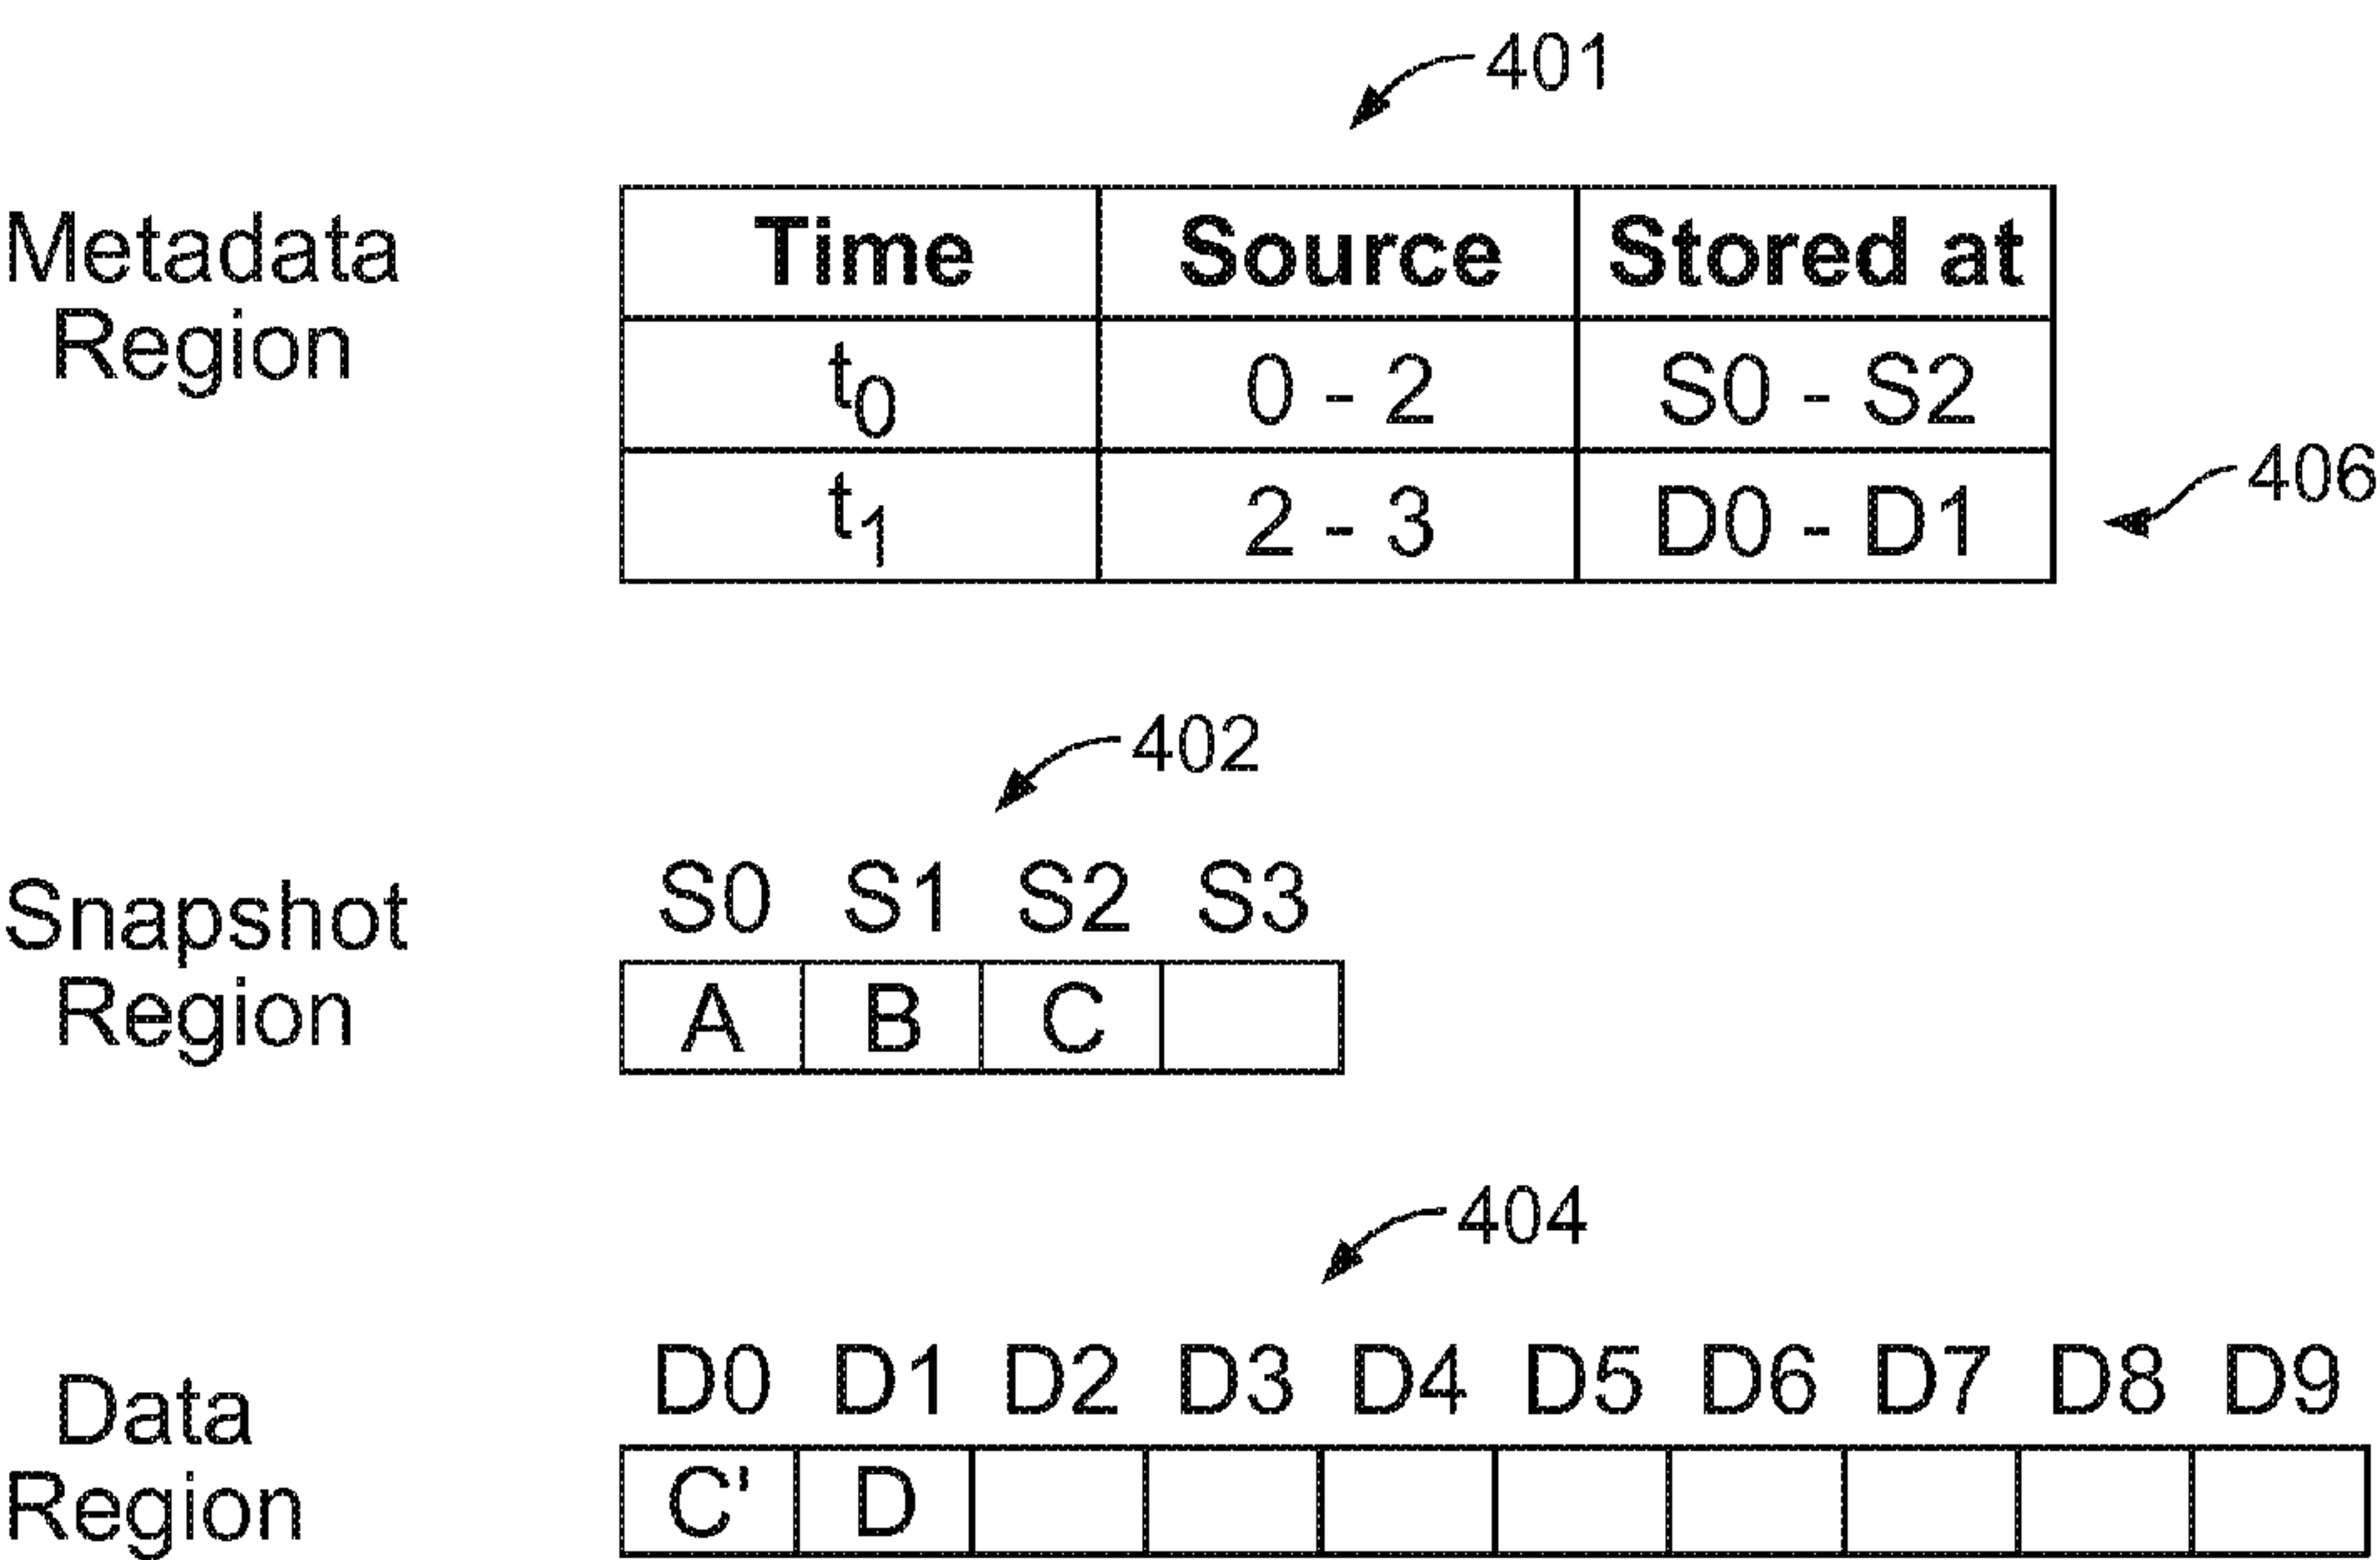 401
Metadata
Region
Time Source Stored at
t0 0 - 2 S0 - S2
t1 2 - 3 D0 - D1
406
402
Snapshot
Region
S0 S1 S2 S3
A B C
404
Data
Region
D0 D1 D2 D3 D4 D5 D6 D7 D8 D9
C' D